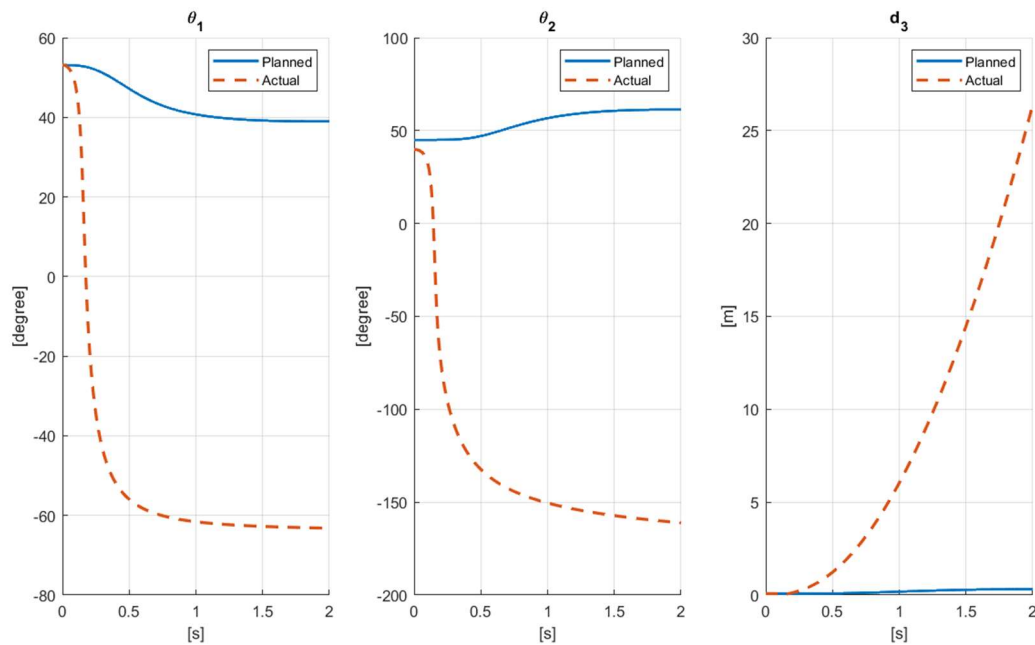 θ₁
Planned
Actual
60
40
20
0
-20
-40
-60
-80
[degree]
0
0.5
1
1.5
2
[s]
θ₂
Planned
Actual
100
50
0
-50
-100
-150
-200
[degree]
0
0.5
1
1.5
2
[s]
d₃
Planned
Actual
30
25
20
15
10
5
0
[m]
0
0.5
1
1.5
2
[s]